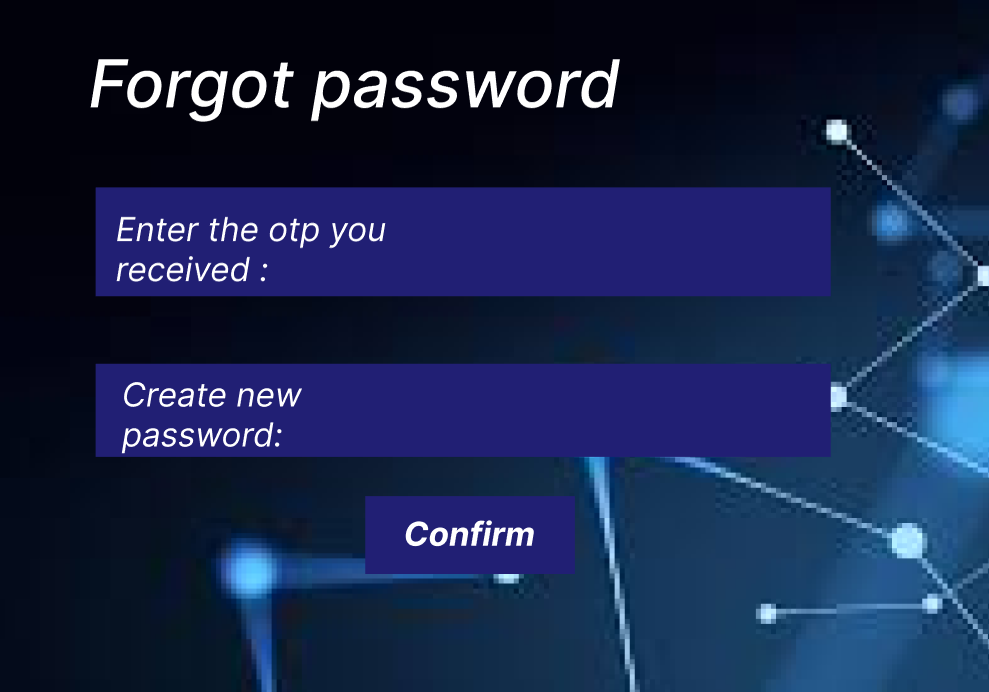 Forgot password
Enter the otp you
received :
Create new
password:
Confirm